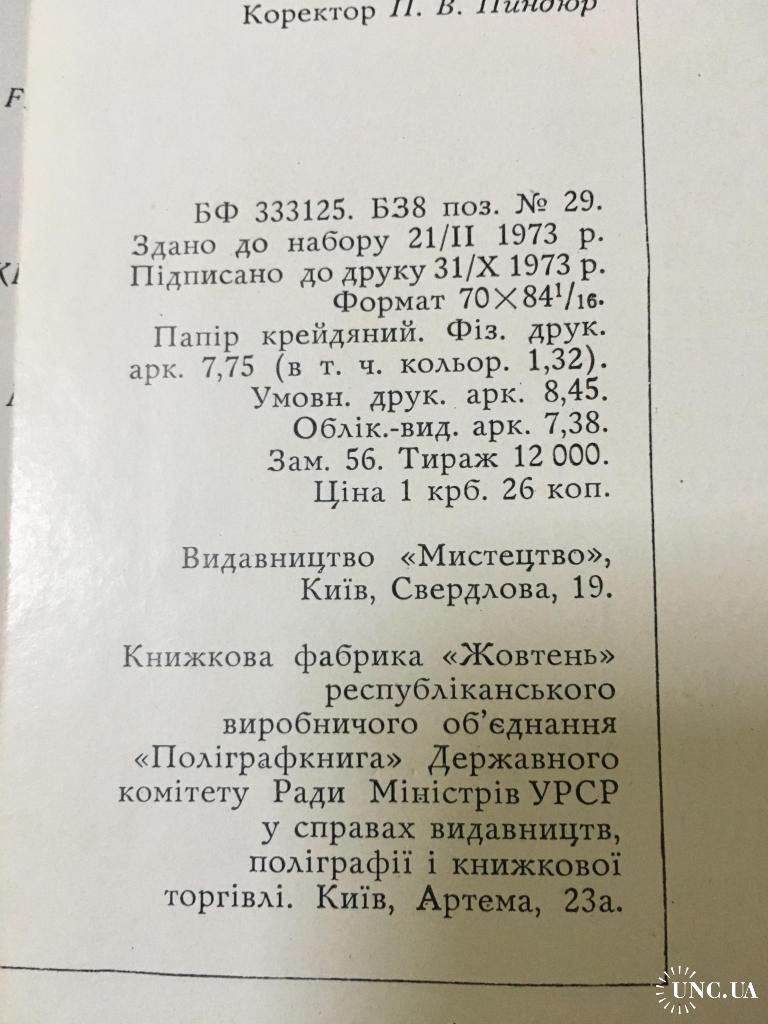 Коректор П. В. Пиндюр
F
БФ 333125. БЗ8 поз. № 29.
Здано до набору 21/II 1973 р.
Підписано до друку 31/X 1973 р.
Формат 70×84¹/₁₆.
Папір крейдяний. Фіз. друк.
арк. 7,75 (в т. ч. кольор. 1,32).
Умовн. друк. арк. 8,45.
Облік.-вид. арк. 7,38.
Зам. 56. Тираж 12 000.
Ціна 1 крб. 26 коп.
Видавництво «Мистецтво»,
Київ, Свердлова, 19.
Книжкова фабрика «Жовтень»
республіканського
виробничого об'єднання
«Поліграфкнига» Державного
комітету Ради Міністрів УРСР
у справах видавництв,
поліграфії і книжкової
торгівлі. Київ, Артема, 23а.
UNC.UA